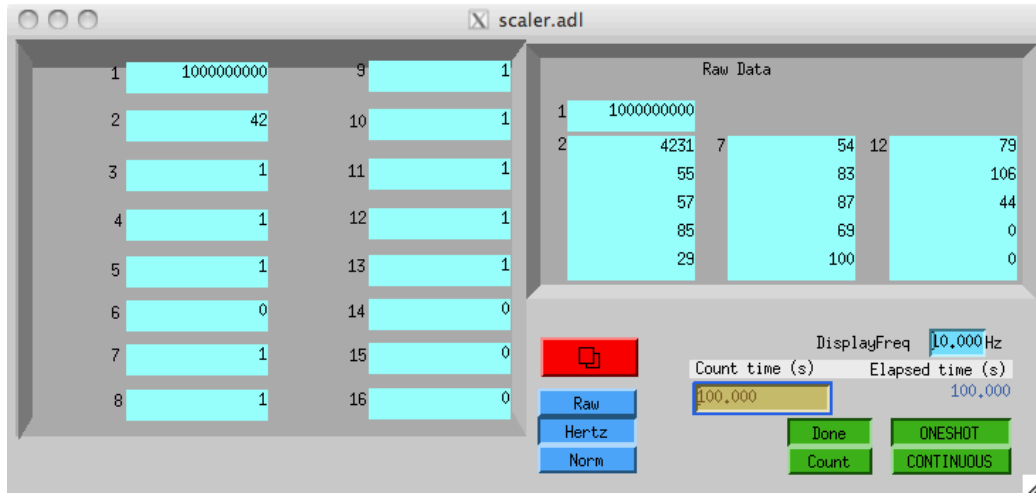 scaler.adl
1 1000000000 9 1
2 42 10 1
3 1 11 1
4 1 12 1
5 1 13 1
6 0 14 0
7 1 15 0
8 1 16 0
Raw Data
1 1000000000
2 4231 7 54 12 79
55 83 106
57 87 44
85 69 0
29 100 0
DisplayFreq 10.000 Hz
Count time (s) Elapsed time (s)
100.000 100.000
Raw
Hertz Done ONESHOT
Norm Count CONTINUOUS